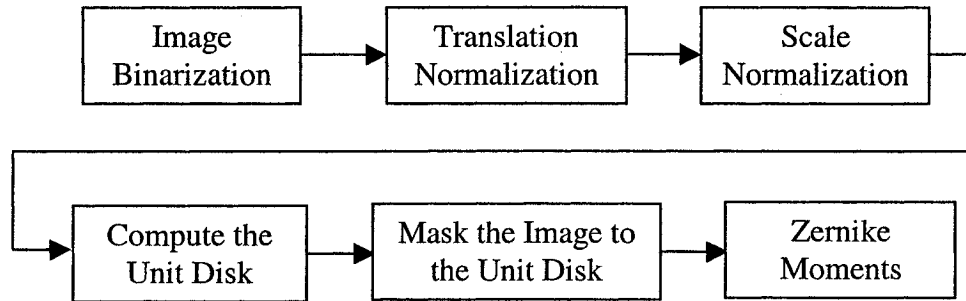 Image
Binarization
Translation
Normalization
Scale
Normalization
Compute the
Unit Disk
Mask the Image to
the Unit Disk
Zernike
Moments